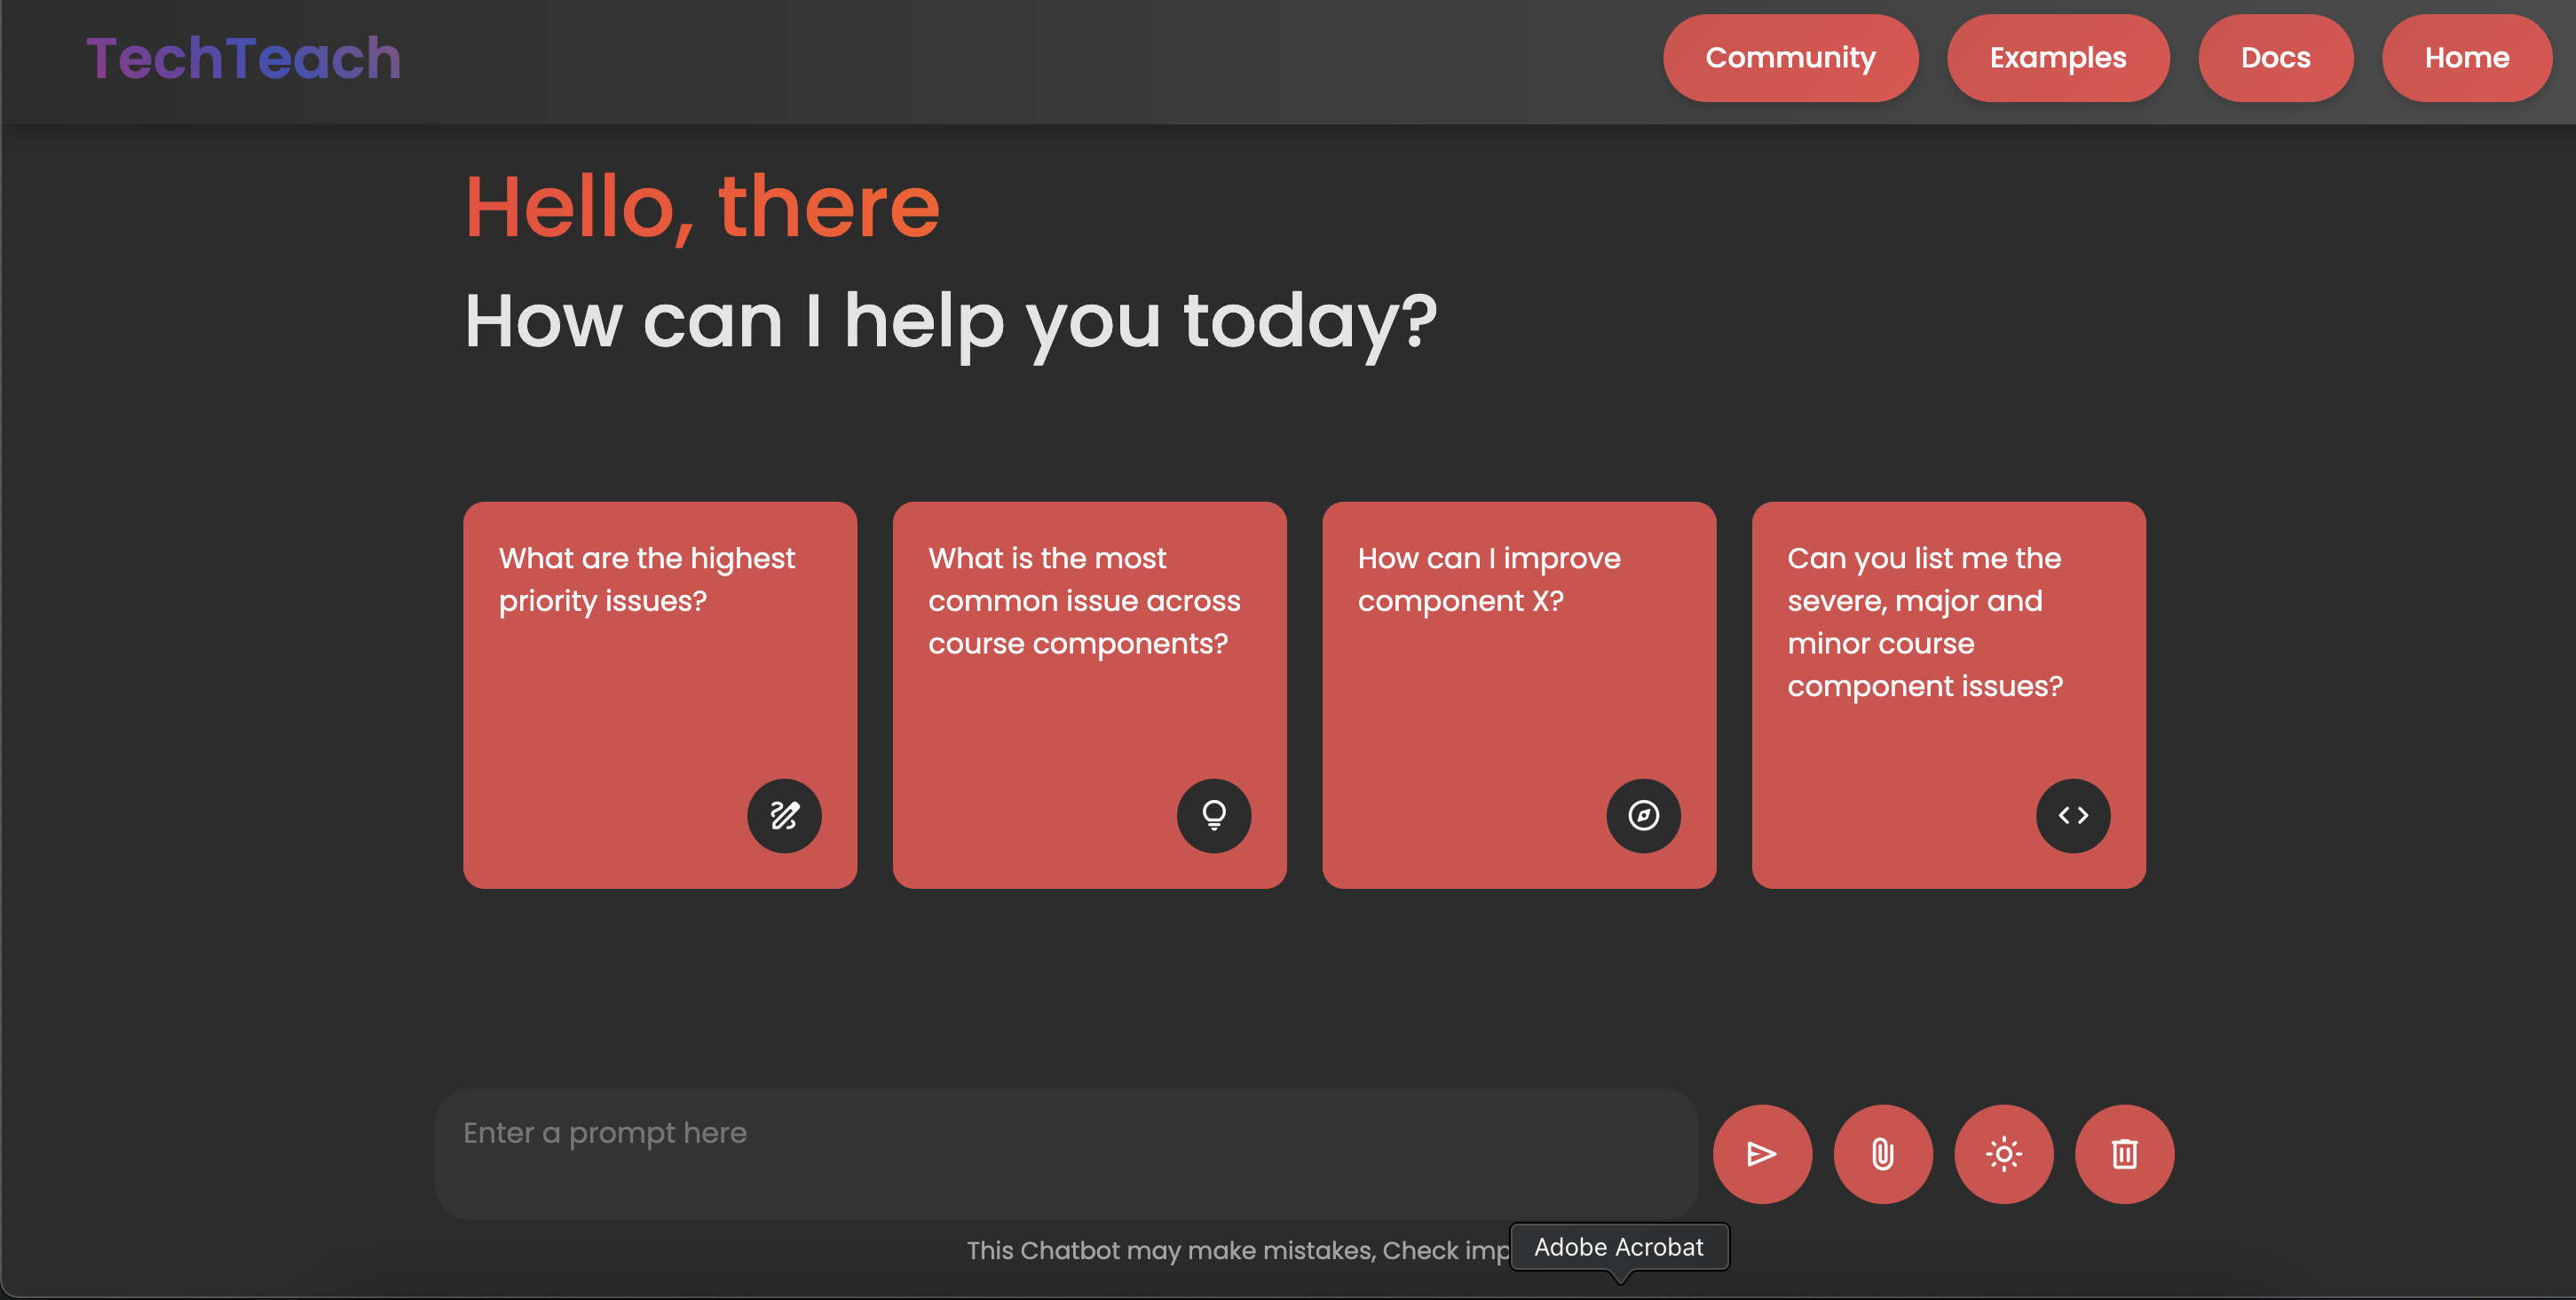 TechTeach
Community
Examples
Docs
Home
Hello, there
How can I help you today?
What are the highest
priority issues?
What is the most
common issue across
course components?
How can I improve
component X?
Can you list me the
severe, major and
minor course
component issues?
Enter a prompt here
This Chatbot may make mistakes, Check
Adobe Acrobat